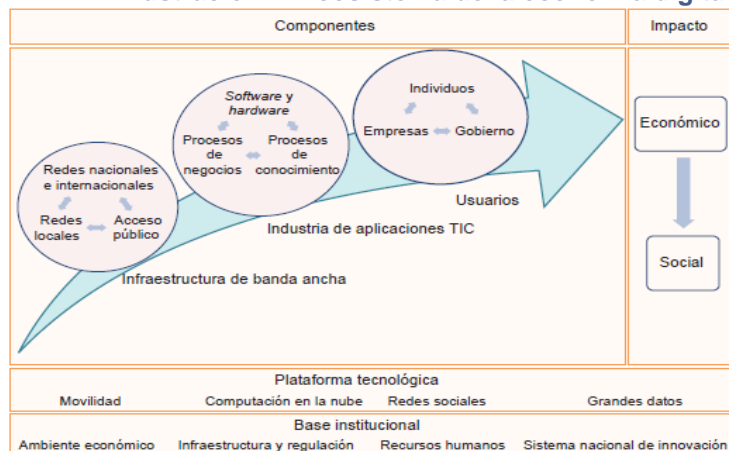 Componentes
Impacto
Individuos
Empresas
Gobierno
Software y
hardware
Procesos
de
negocios
Procesos
de
conocimiento
Redes nacionales
e internacionales
Redes
locales
Acceso
público
Usuarios
Industria de aplicaciones TIC
Infraestructura de banda ancha
Económico
Social
Plataforma tecnológica
Movilidad Computación en la nube Redes sociales Grandes datos
Base institucional
Ambiente económico Infraestructura y regulación Recursos humanos Sistema nacional de innovación